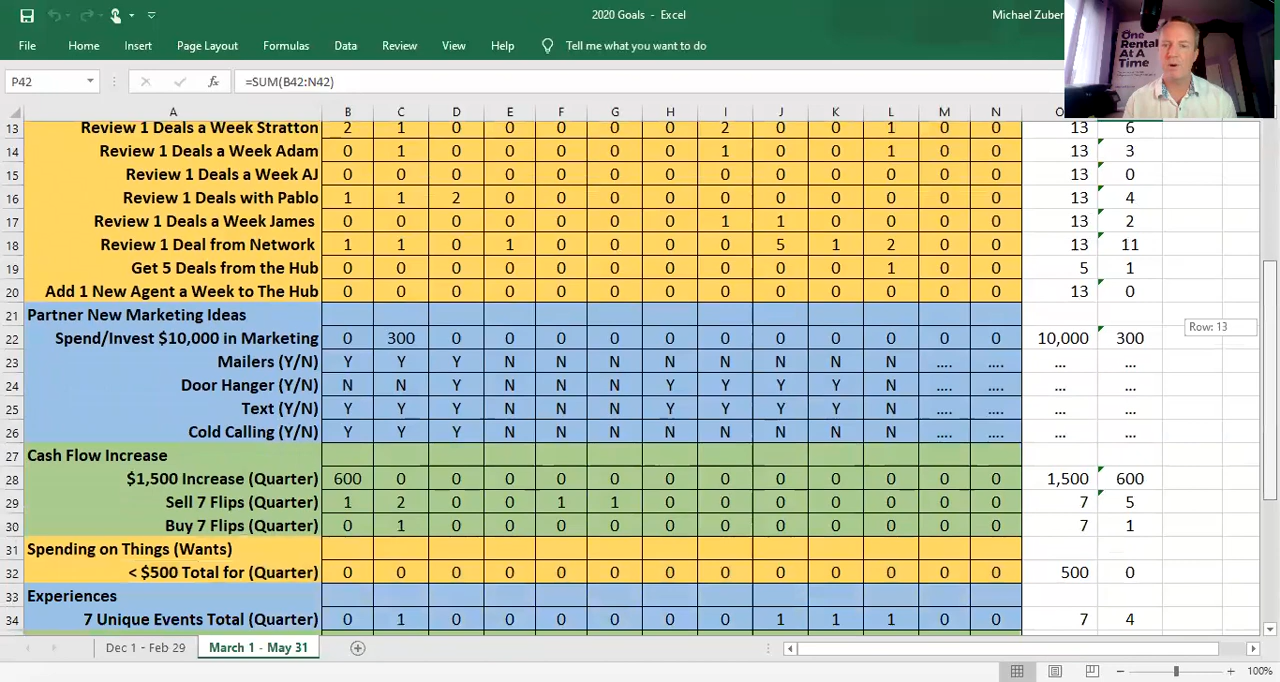 2020 Goals - Excel
Michael Zuber
File Home Insert Page Layout Formulas Data Review View Help Tell me what you want to do
One
Rental
At A
Time
P42 fx =SUM(B42:N42)
A B C D E F G H I J K L M N O
13 Review 1 Deals a Week Stratton 2 1 0 0 0 0 0 2 0 0 1 0 0 13 6
14 Review 1 Deals a Week Adam 0 1 0 0 0 0 0 1 0 0 1 0 0 13 3
15 Review 1 Deals a Week AJ 0 0 0 0 0 0 0 0 0 0 0 0 0 13 0
16 Review 1 Deals with Pablo 1 1 2 0 0 0 0 0 0 0 0 0 0 13 4
17 Review 1 Deals a Week James 0 0 0 0 0 0 0 1 1 0 0 0 0 13 2
18 Review 1 Deal from Network 1 1 0 1 0 0 0 0 5 1 2 0 0 13 11
19 Get 5 Deals from the Hub 0 0 0 0 0 0 0 0 0 0 1 0 0 5 1
20 Add 1 New Agent a Week to The Hub 0 0 0 0 0 0 0 0 0 0 0 0 0 13 0
21 Partner New Marketing Ideas
Row: 13
22 Spend/Invest $10,000 in Marketing 0 300 0 0 0 0 0 0 0 0 0 0 0 10,000 300
23 Mailers (Y/N) Y Y Y N N N N N N N N .... .... ... ...
24 Door Hanger (Y/N) N N Y N N N Y Y Y Y N .... .... ... ...
25 Text (Y/N) Y Y Y N N N Y Y Y Y N .... .... ... ...
26 Cold Calling (Y/N) Y Y Y N N N N N N N N .... .... ... ...
27 Cash Flow Increase
28 $1,500 Increase (Quarter) 600 0 0 0 0 0 0 0 0 0 0 0 0 1,500 600
29 Sell 7 Flips (Quarter) 1 2 0 0 1 1 0 0 0 0 0 0 0 7 5
30 Buy 7 Flips (Quarter) 0 1 0 0 0 0 0 0 0 0 0 0 0 7 1
31 Spending on Things (Wants)
32 < $500 Total for (Quarter) 0 0 0 0 0 0 0 0 0 0 0 0 0 500 0
33 Experiences
34 7 Unique Events Total (Quarter) 0 1 0 0 0 0 0 0 1 1 1 0 0 7 4
Dec 1 - Feb 29 March 1 - May 31
100%